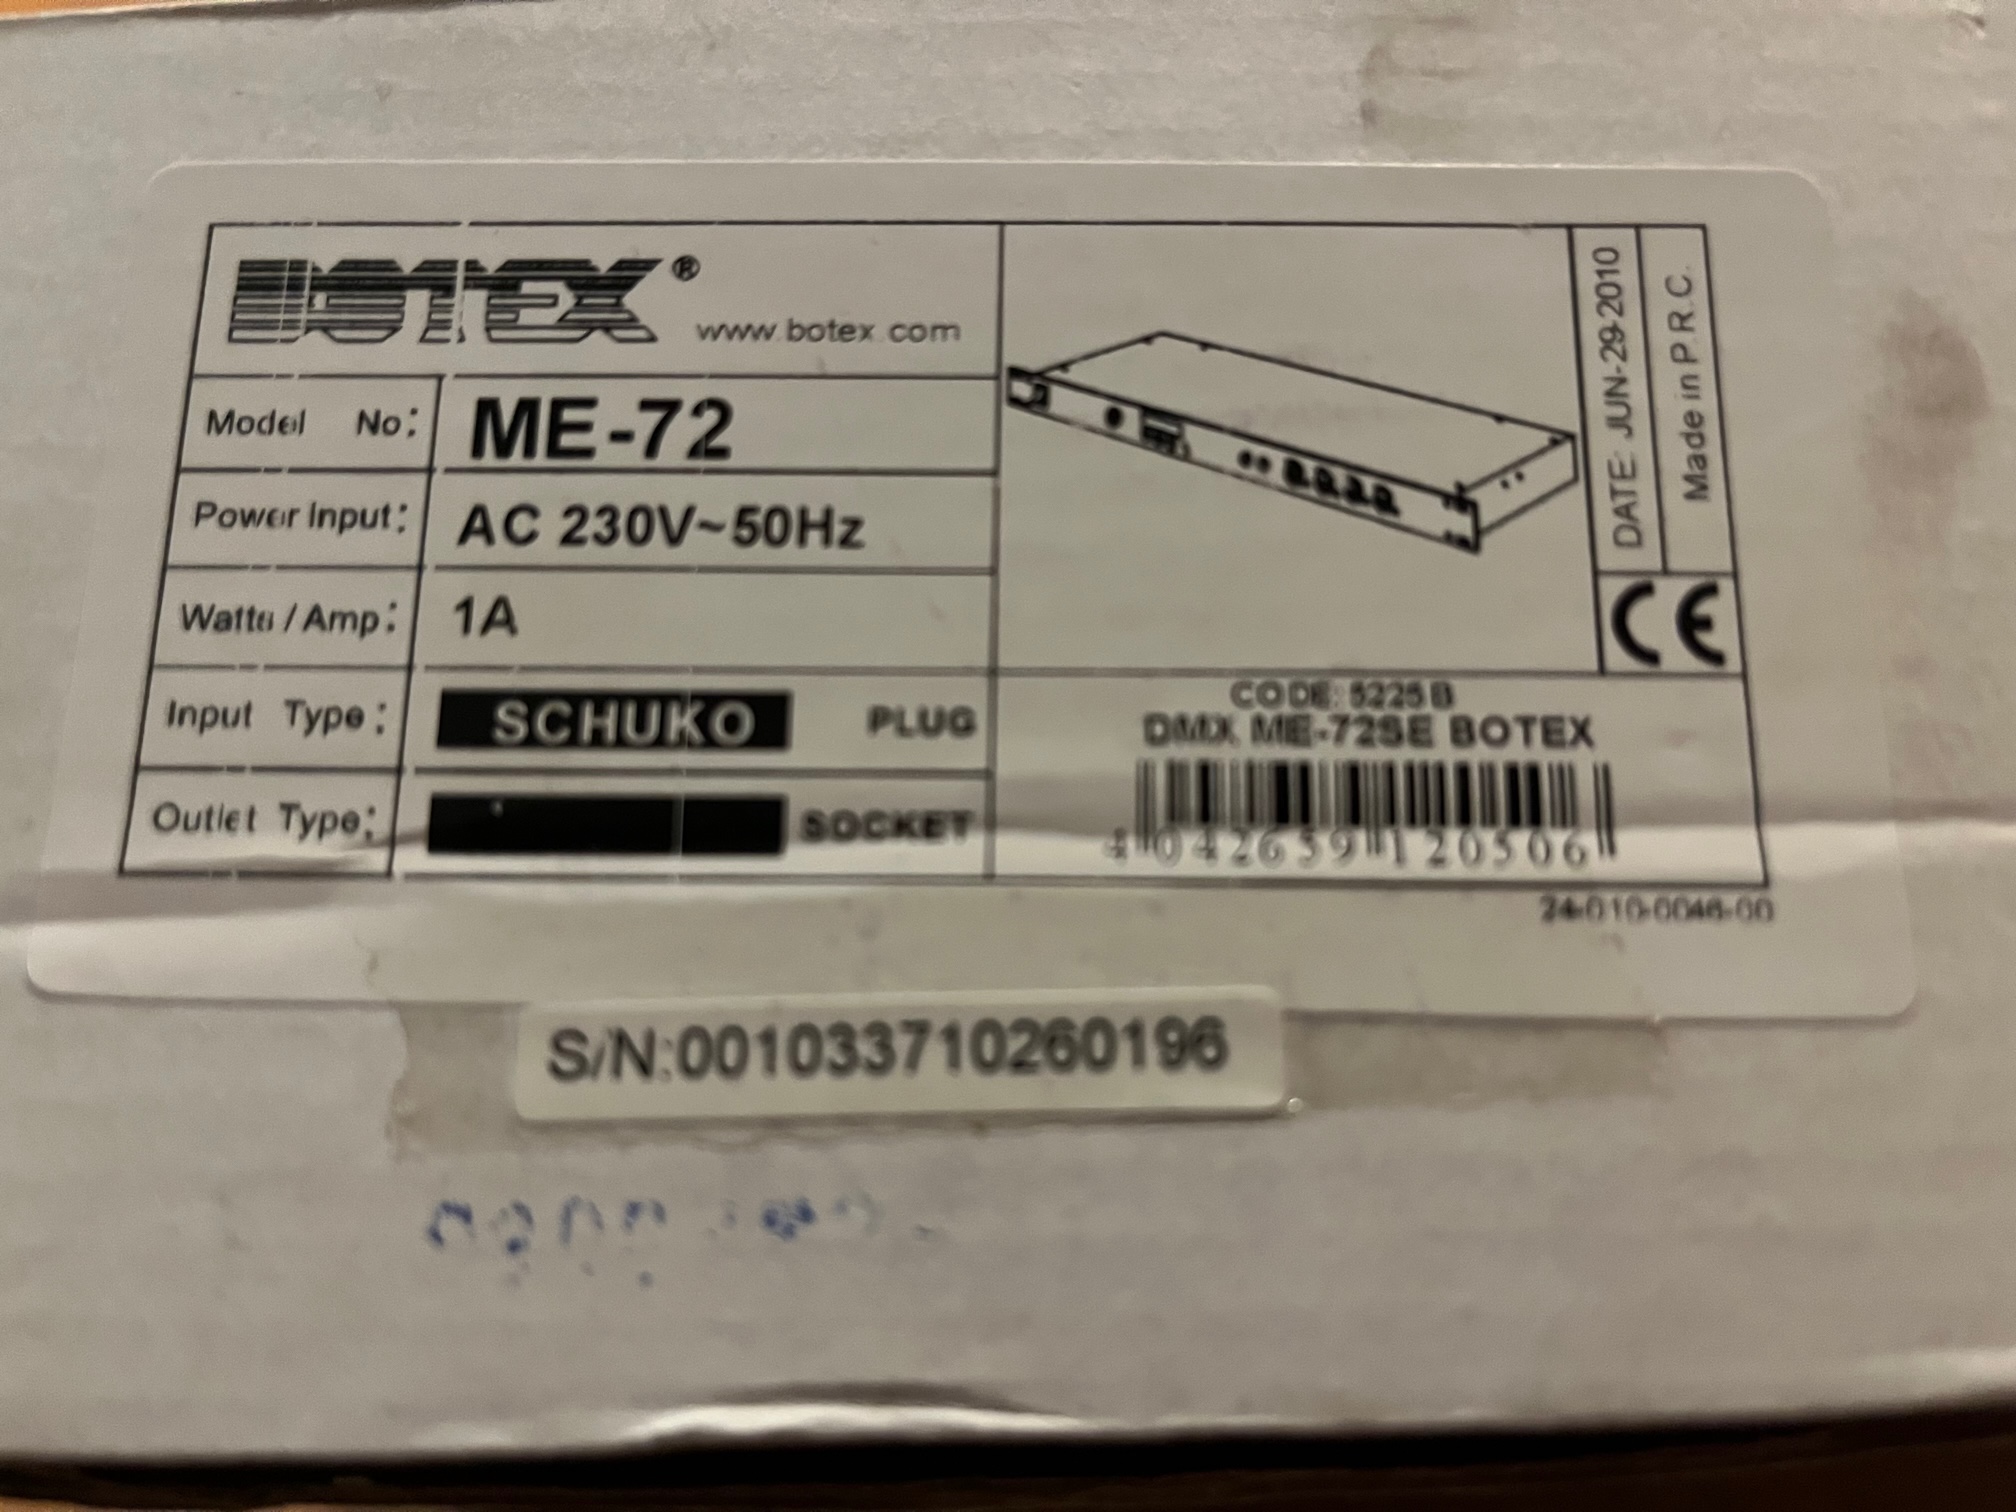 BOTEX®
www.botex.com
Model No: ME-72
Power Input: AC 230V~50Hz
Watts / Amp: 1A
Input Type: SCHUKO PLUG
Outlet Type: SOCKET
DATE: JUN-29-2010
Made in P.R.C.
CE
CODE: 5225B
DMX ME-72SE BOTEX
4 042659 120506
24-010-0046-00
S/N:001033710260196